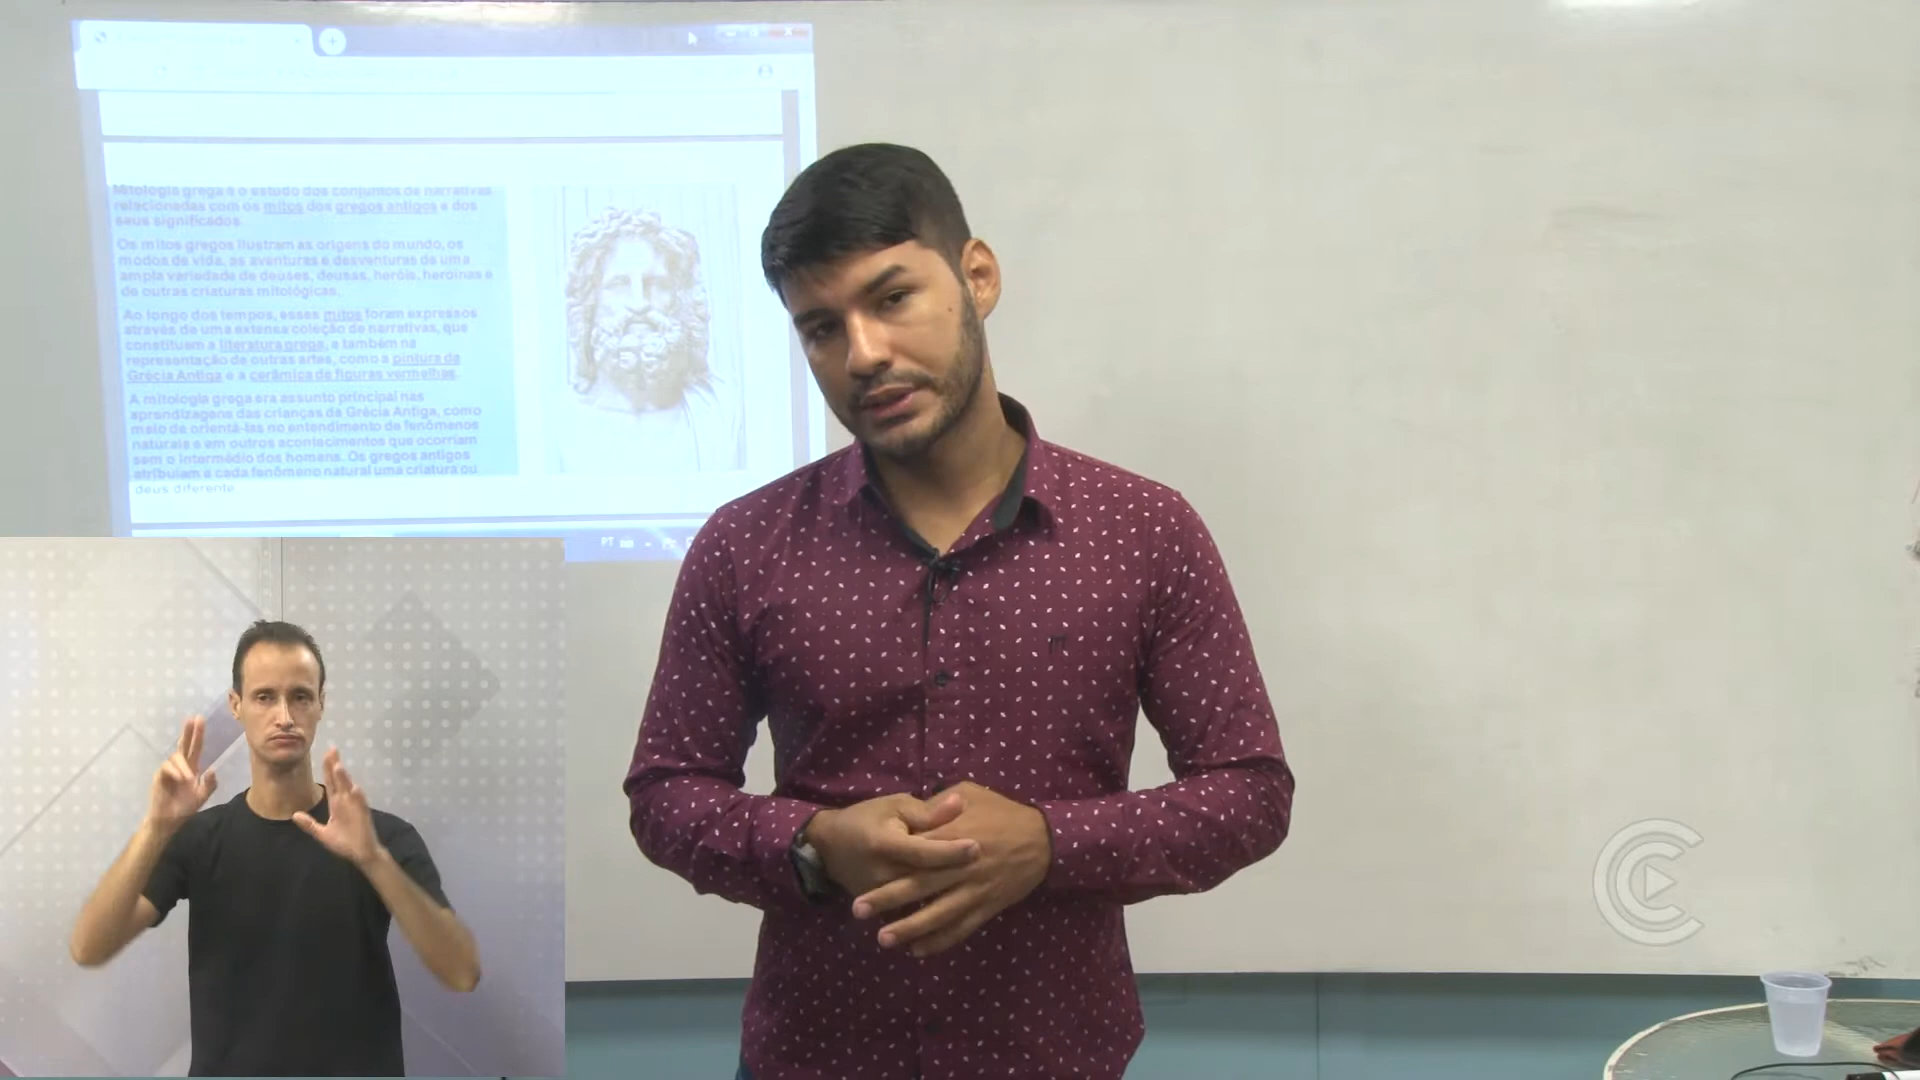 Mitologia grega é o estudo dos conjuntos de narrativas
relacionadas com os mitos dos gregos antigos e dos
seus significados.
Os mitos gregos ilustram as origens do mundo, os
modos de vida, as aventuras e desventuras de uma
ampla variedade de deuses, deusas, heróis, heroínas e
de outras criaturas mitológicas.
Ao longo dos tempos, esses mitos foram expressos
através de uma extensa coleção de narrativas, que
constituem a literatura grega, e também na
representação de outras artes, como a pintura da
Grécia Antiga e a cerâmica de figuras vermelhas.
A mitologia grega era assunto principal nas
aprendizagens das crianças da Grécia Antiga, como
meio de orientá-las no entendimento de fenômenos
naturais e em outros acontecimentos que ocorriam
sem o intermédio dos homens. Os gregos antigos
atribuíam a cada fenômeno natural uma criatura ou
deus diferente
PT